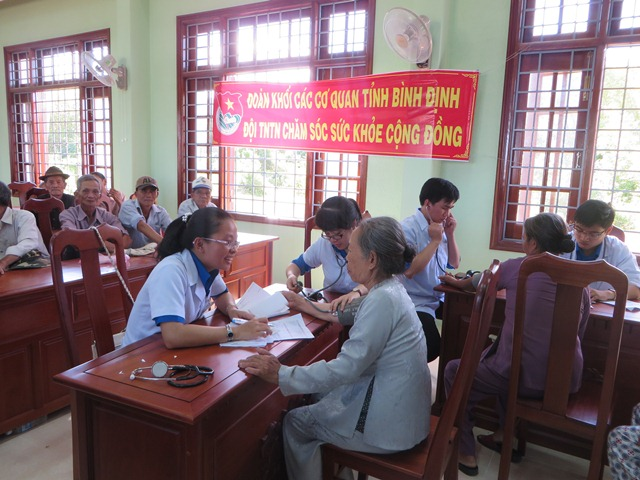 ĐOÀN KHỐI CÁC CƠ QUAN TỈNH BÌNH ĐỊNH
ĐỘI TNTN CHĂM SÓC SỨC KHỎE CỘNG ĐỒNG